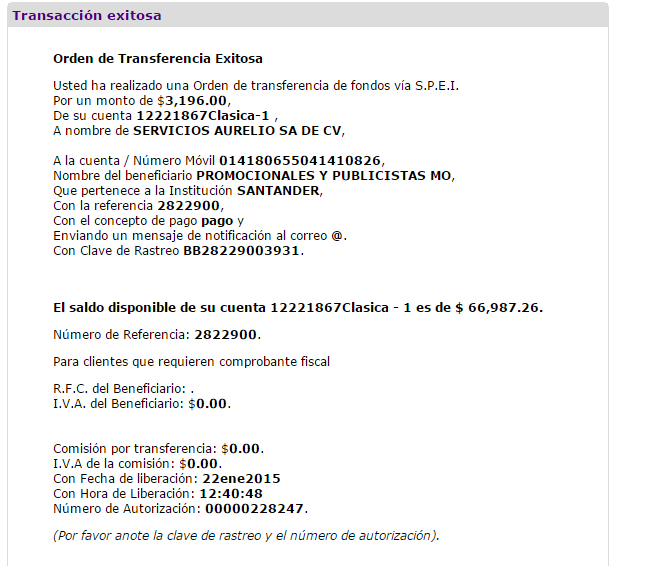 Transacción exitosa
Orden de Transferencia Exitosa
Usted ha realizado una Orden de transferencia de fondos vía S.P.E.I.
Por un monto de $3,196.00,
De su cuenta 12221867Clasica-1 ,
A nombre de SERVICIOS AURELIO SA DE CV,
A la cuenta / Número Móvil 014180655041410826,
Nombre del beneficiario PROMOCIONALES Y PUBLICISTAS MO,
Que pertenece a la Institución SANTANDER,
Con la referencia 2822900,
Con el concepto de pago pago y
Enviando un mensaje de notificación al correo @.
Con Clave de Rastreo BB28229003931.
El saldo disponible de su cuenta 12221867Clasica - 1 es de $ 66,987.26.
Número de Referencia: 2822900.
Para clientes que requieren comprobante fiscal
R.F.C. del Beneficiario: .
I.V.A. del Beneficiario: $0.00.
Comisión por transferencia: $0.00.
I.V.A de la comisión: $0.00.
Con Fecha de liberación: 22ene2015
Con Hora de Liberación: 12:40:48
Número de Autorización: 00000228247.
(Por favor anote la clave de rastreo y el número de autorización).